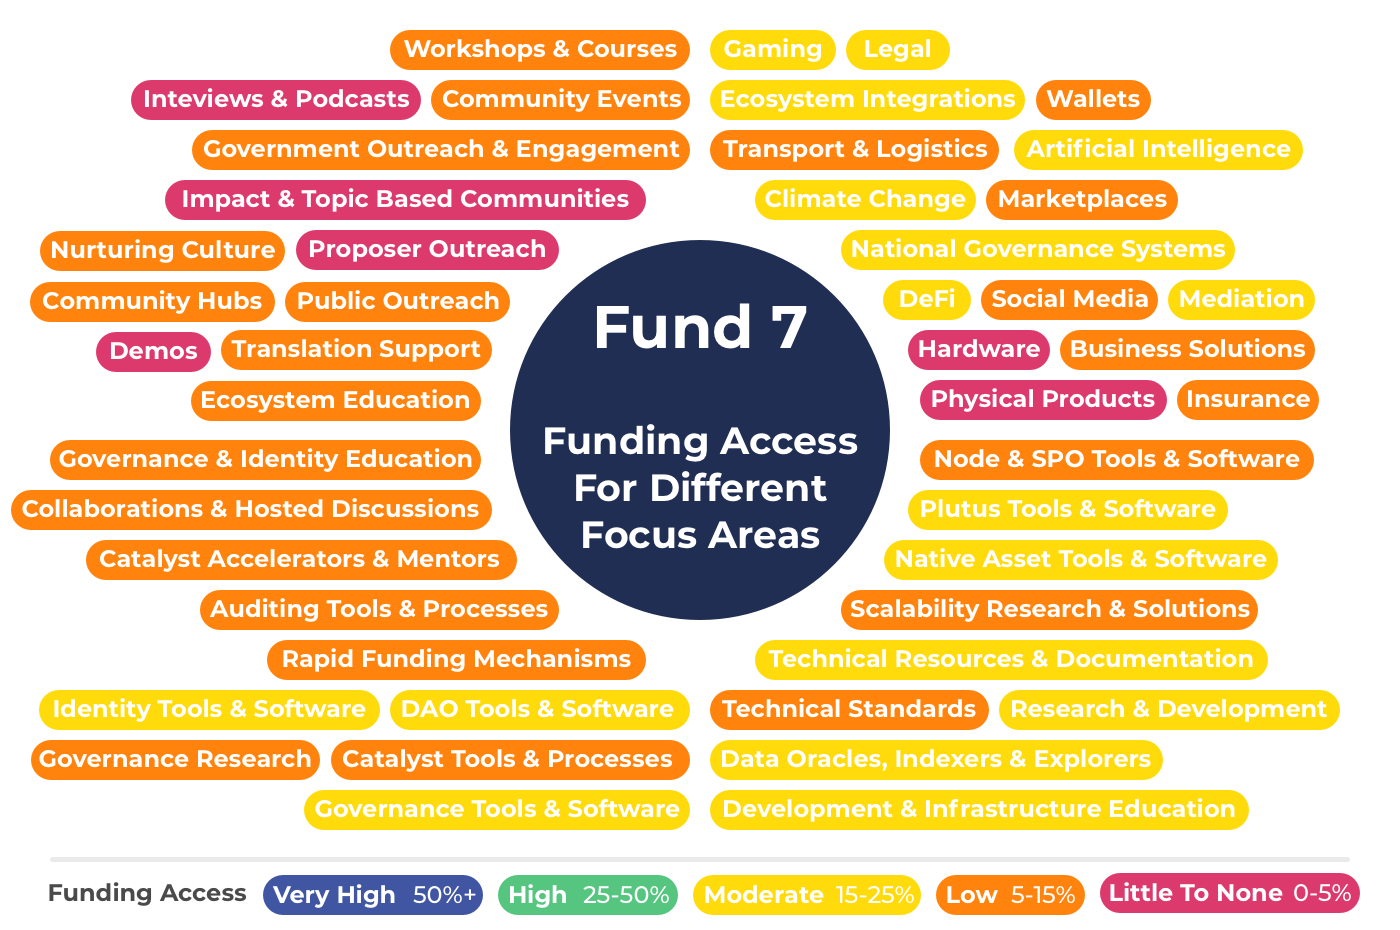 Workshops & Courses Gaming Legal
Inteviews & Podcasts Community Events Ecosystem Integrations Wallets
Government Outreach & Engagement Transport & Logistics Artificial Intelligence
Impact & Topic Based Communities Climate Change Marketplaces
Nurturing Culture Proposer Outreach National Governance Systems
Community Hubs Public Outreach DeFi Social Media Mediation
Demos Translation Support Hardware Business Solutions
Ecosystem Education Physical Products Insurance
Fund 7
Funding Access
For Different
Focus Areas
Governance & Identity Education Node & SPO Tools & Software
Collaborations & Hosted Discussions Plutus Tools & Software
Catalyst Accelerators & Mentors Native Asset Tools & Software
Auditing Tools & Processes Scalability Research & Solutions
Rapid Funding Mechanisms Technical Resources & Documentation
Identity Tools & Software DAO Tools & Software Technical Standards Research & Development
Governance Research Catalyst Tools & Processes Data Oracles, Indexers & Explorers
Governance Tools & Software Development & Infrastructure Education
Funding Access Very High 50%+ High 25-50% Moderate 15-25% Low 5-15% Little To None 0-5%